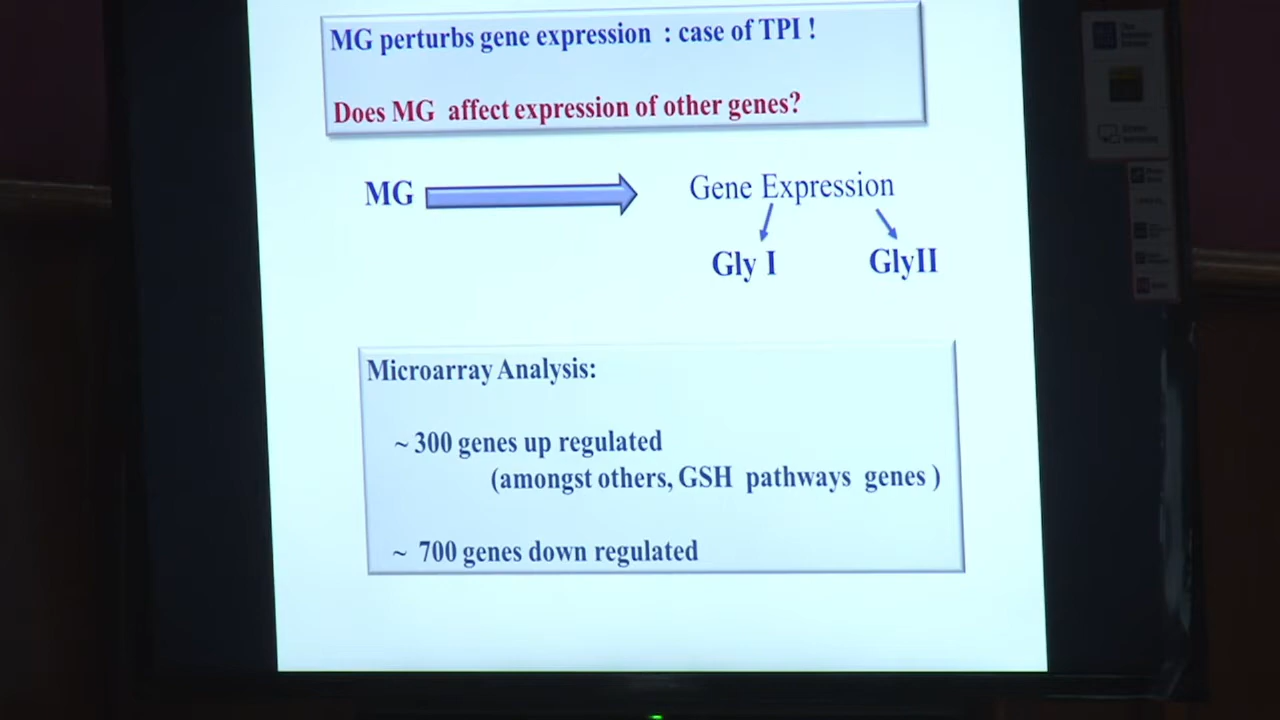 MG perturbs gene expression : case of TPI !
Does MG affect expression of other genes?
MG
Gene Expression
Gly I
GlyII
Microarray Analysis:
~ 300 genes up regulated
(amongst others, GSH pathways genes )
~ 700 genes down regulated